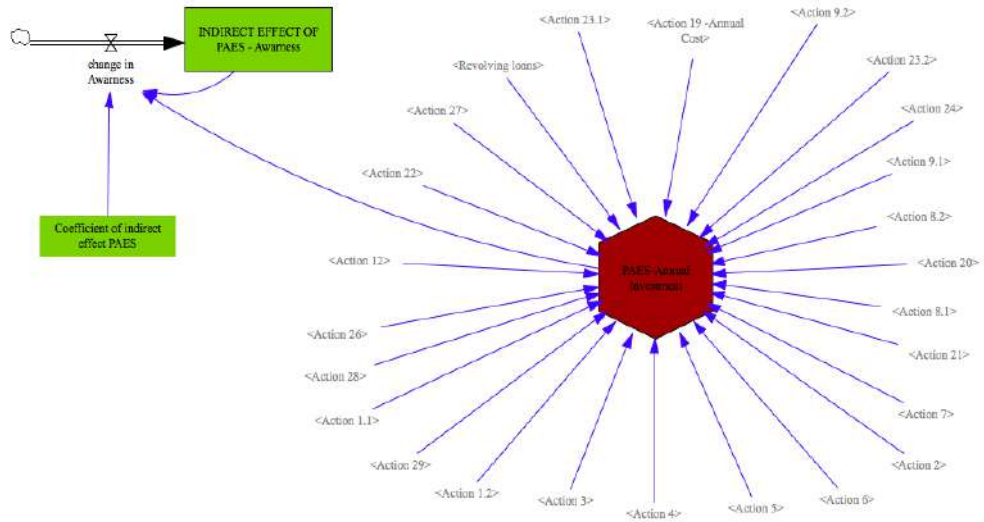 INDIRECT EFFECT OF
PAES - Awarness
change in
Awarness
Coefficient of indirect
effect PAES
<Action 23.1>
<Action 19 -Annual
Cost>
<Action 9.2>
<Revolving loans>
<Action 23.2>
<Action 27>
<Action 24>
<Action 22>
<Action 9.1>
<Action 8.2>
<Action 12>
<Action 20>
PAES-Annual
Investment
<Action 8.1>
<Action 26>
<Action 21>
<Action 28>
<Action 1.1>
<Action 7>
<Action 29>
<Action 2>
<Action 1.2>
<Action 3>
<Action 4>
<Action 5>
<Action 6>